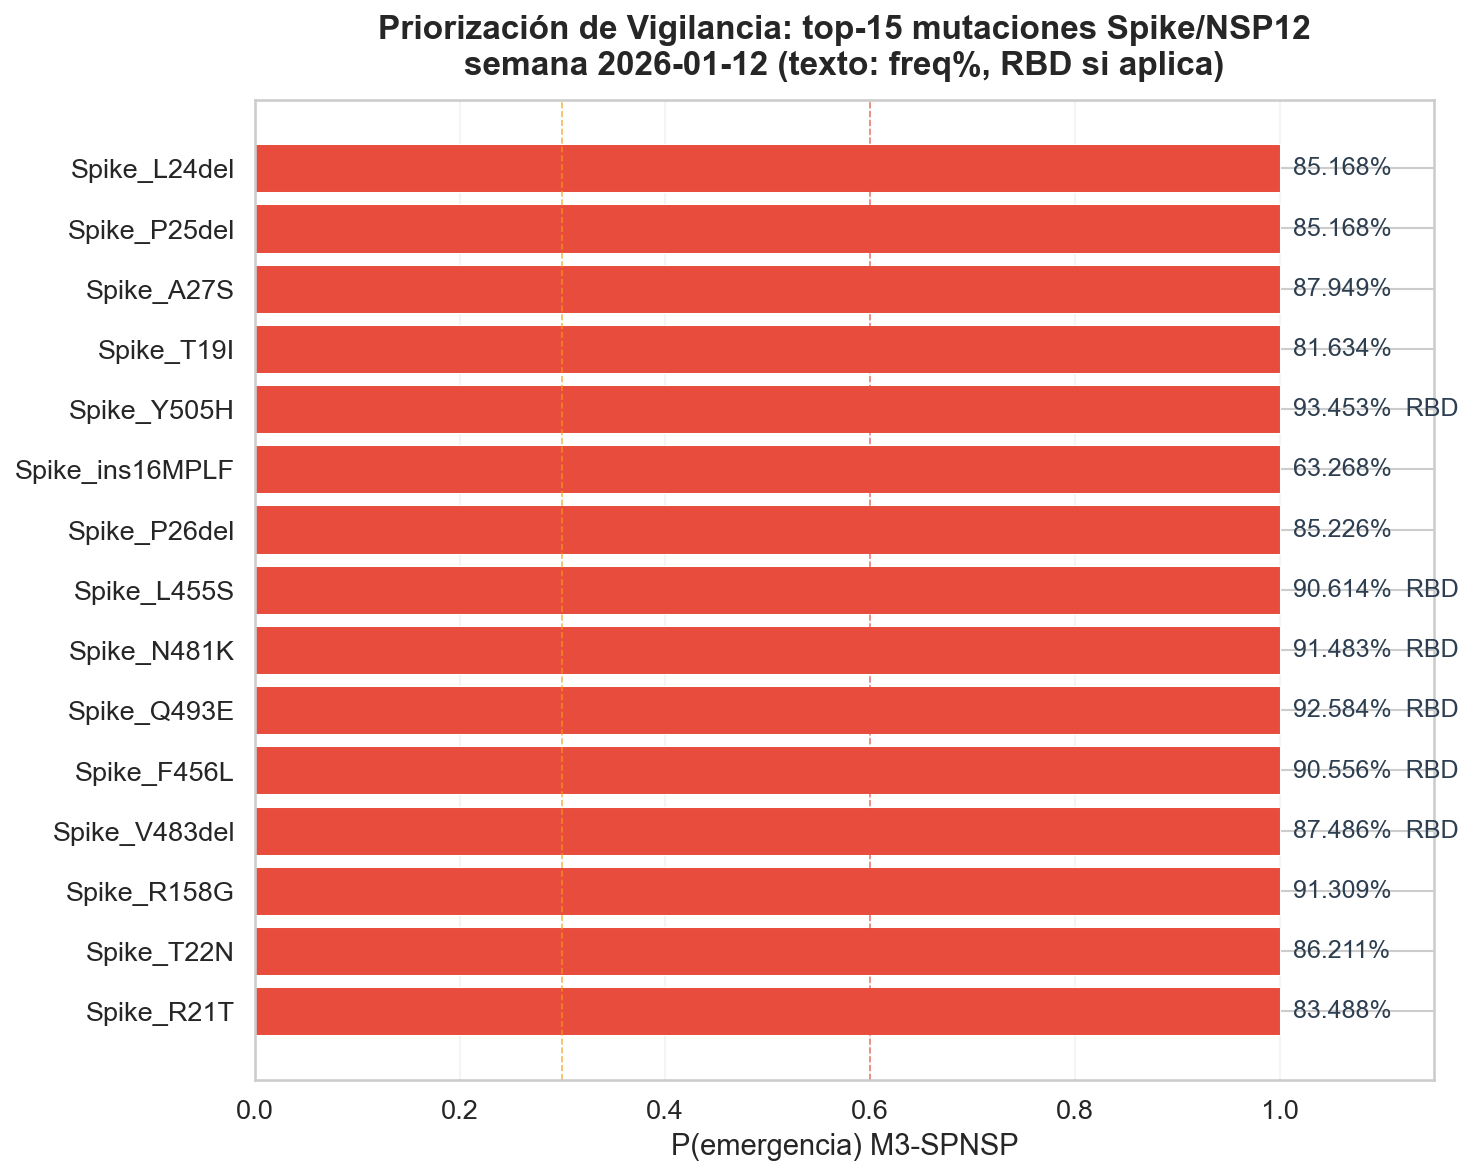 Priorización de Vigilancia: top-15 mutaciones Spike/NSP12
semana 2026-01-12 (texto: freq%, RBD si aplica)
Spike_L24del 85.168%
Spike_P25del 85.168%
Spike_A27S 87.949%
Spike_T19I 81.634%
Spike_Y505H 93.453% RBD
Spike_ins16MPLF 63.268%
Spike_P26del 85.226%
Spike_L455S 90.614% RBD
Spike_N481K 91.483% RBD
Spike_Q493E 92.584% RBD
Spike_F456L 90.556% RBD
Spike_V483del 87.486% RBD
Spike_R158G 91.309%
Spike_T22N 86.211%
Spike_R21T 83.488%
0.0 0.2 0.4 0.6 0.8 1.0
P(emergencia) M3-SPNSP